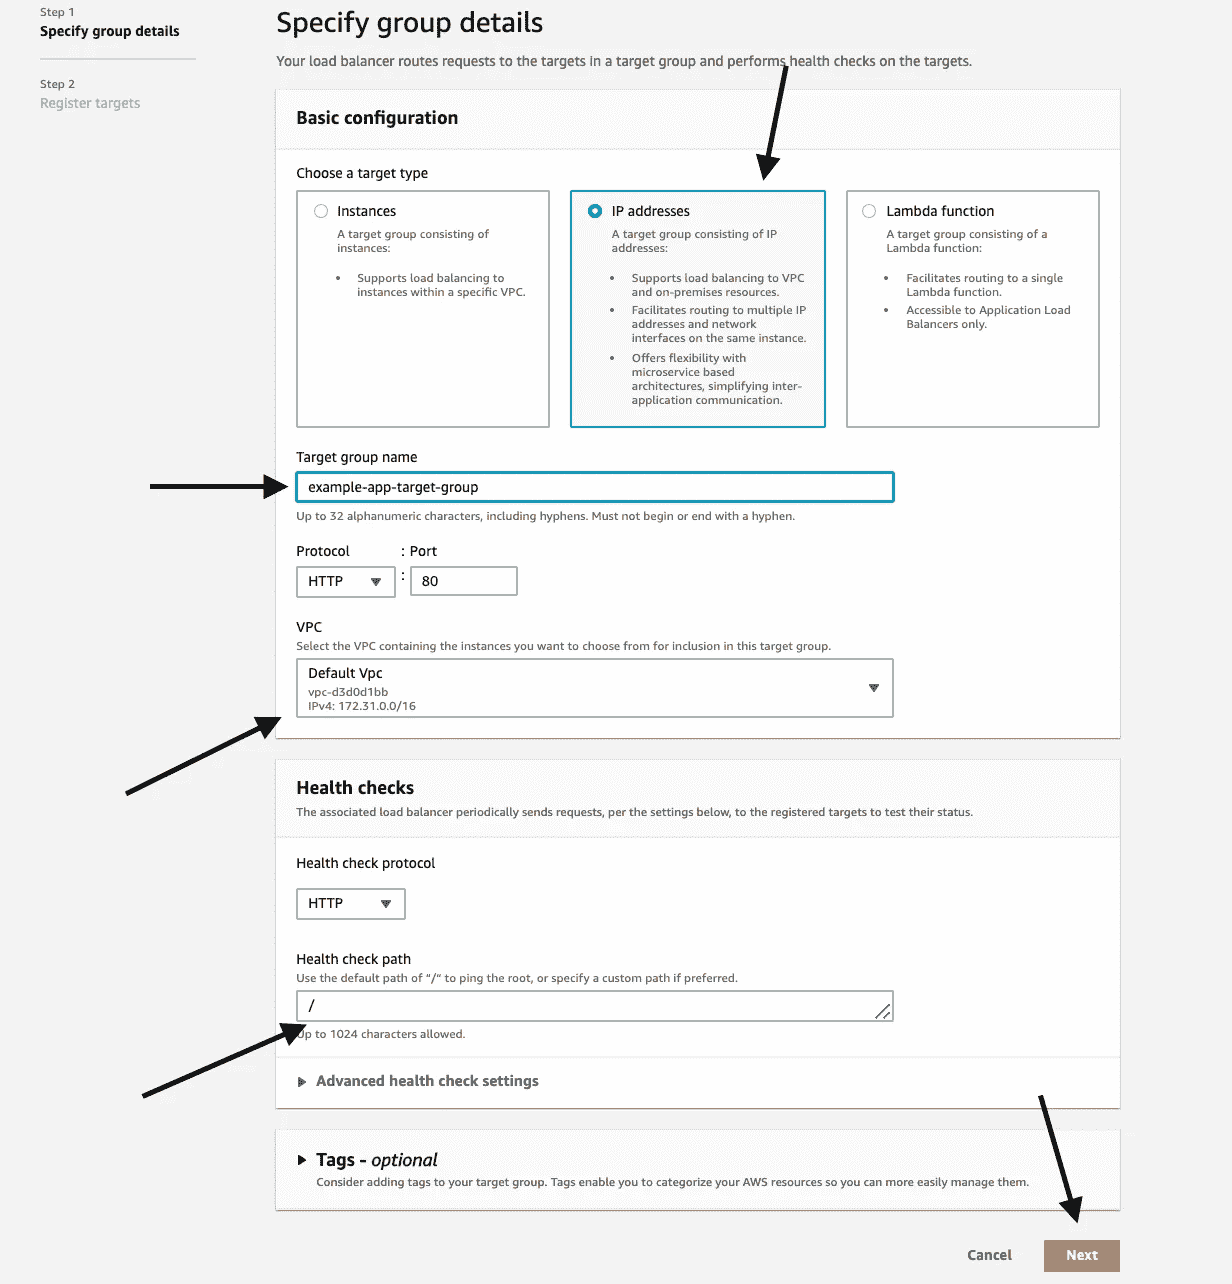 Step 1
Specify group details
Step 2
Register targets
Specify group details
Your load balancer routes requests to the targets in a target group and performs health checks on the targets.
Basic configuration
Choose a target type
Instances
A target group consisting of
instances:
• Supports load balancing to
instances within a specific VPC.
IP addresses
A target group consisting of IP
addresses:
• Supports load balancing to VPC
and on-premises resources.
• Facilitates routing to multiple IP
addresses and network
interfaces on the same instance.
• Offers flexibility with
microservice based
architectures, simplifying inter-
application communication.
Lambda function
A target group consisting of a
Lambda function:
• Facilitates routing to a single
Lambda function.
• Accessible to Application Load
Balancers only.
Target group name
example-app-target-group
Up to 32 alphanumeric characters, including hyphens. Must not begin or end with a hyphen.
Protocol : Port
HTTP : 80
VPC
Select the VPC containing the instances you want to choose from for inclusion in this target group.
Default Vpc
vpc-d3d0d1bb
IPv4: 172.31.0.0/16
Health checks
The associated load balancer periodically sends requests, per the settings below, to the registered targets to test their status.
Health check protocol
HTTP
Health check path
Use the default path of “/” to ping the root, or specify a custom path if preferred.
/
Up to 1024 characters allowed.
Advanced health check settings
Tags - optional
Consider adding tags to your target group. Tags enable you to categorize your AWS resources so you can more easily manage them.
Cancel
Next